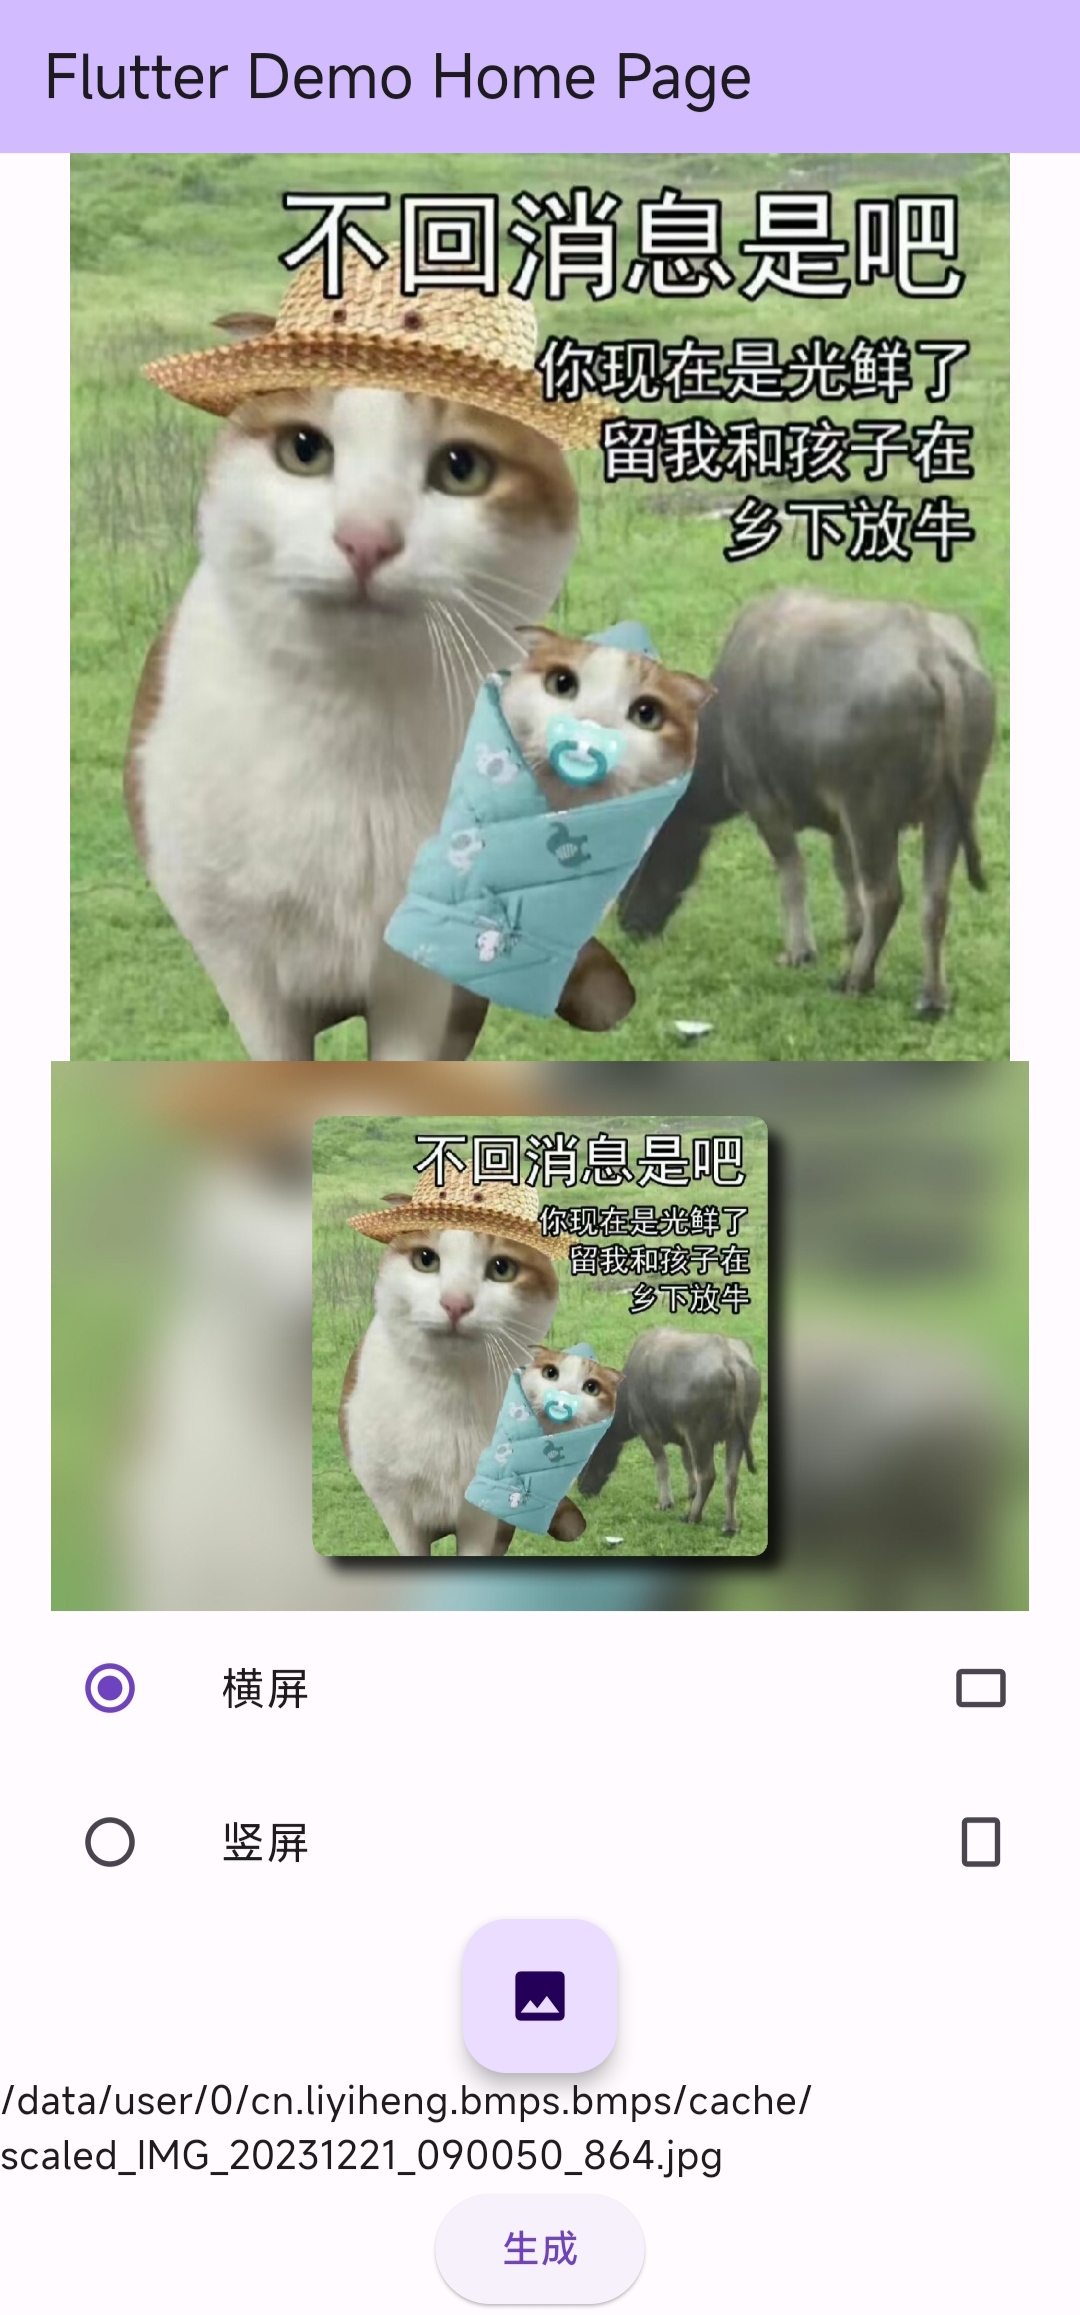 Flutter Demo Home Page
不回消息是吧
你现在是光鲜了
留我和孩子在
乡下放牛
不回消息是吧
你现在是光鲜了
留我和孩子在
乡下放牛
横屏
竖屏
/data/user/0/cn.liyiheng.bmps.bmps/cache/
scaled_IMG_20231221_090050_864.jpg
生成